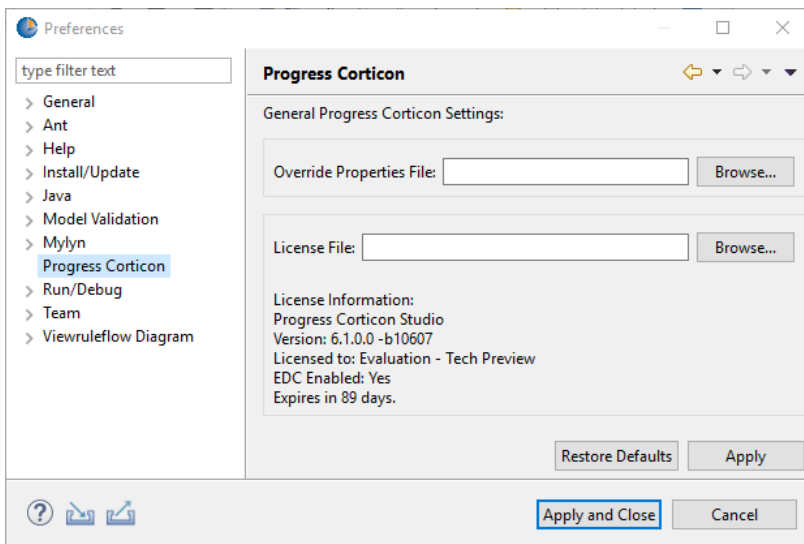 Preferences
type filter text
General
Ant
Help
Install/Update
Java
Model Validation
Mylyn
Progress Corticon
Run/Debug
Team
Viewruleflow Diagram
Progress Corticon
General Progress Corticon Settings:
Override Properties File:
Browse...
License File:
Browse...
License Information:
Progress Corticon Studio
Version: 6.1.0.0 -b10607
Licensed to: Evaluation - Tech Preview
EDC Enabled: Yes
Expires in 89 days.
Restore Defaults
Apply
?
Apply and Close
Cancel